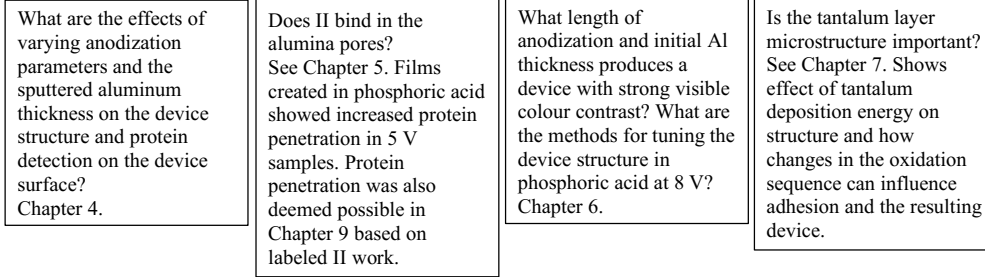 What are the effects of
varying anodization
parameters and the
sputtered aluminum
thickness on the device
structure and protein
detection on the device
surface?
Chapter 4.
Does II bind in the
alumina pores?
See Chapter 5. Films
created in phosphoric acid
showed increased protein
penetration in 5 V
samples. Protein
penetration was also
deemed possible in
Chapter 9 based on
labeled II work.
What length of
anodization and initial Al
thickness produces a
device with strong visible
colour contrast? What are
the methods for tuning the
device structure in
phosphoric acid at 8 V?
Chapter 6.
Is the tantalum layer
microstructure important?
See Chapter 7. Shows
effect of tantalum
deposition energy on
structure and how
changes in the oxidation
sequence can influence
adhesion and the resulting
device.